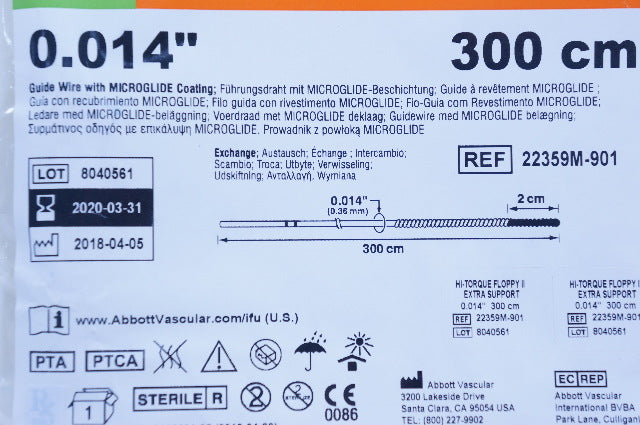 0.014" 300 cm
Guide Wire with MICROGLIDE Coating; Führungsdraht mit MICROGLIDE-Beschichtung; Guide à revêtement MICROGLIDE ;
Guía con recubrimiento MICROGLIDE; Filo guida con rivestimento MICROGLIDE; Fio-Guia com Revestimento MICROGLIDE;
Ledare med MICROGLIDE-beläggning; Voerdraad met MICROGLIDE deklaag; Guidewire med MICROGLIDE belægning;
Συρμάτινος οδηγός με επικάλυψη MICROGLIDE. Prowadnik z powłoką MICROGLIDE
LOT 8040561
2020-03-31
2018-04-05
Exchange; Austausch; Échange ; Intercambio;
Scambio; Troca; Utbyte; Verwisseling;
Udskiftning; Ανταλλαγή. Wymiana
REF 22359M-901
0.014"
(0.36 mm)
2 cm
300 cm
HI-TORQUE FLOPPY II
EXTRA SUPPORT
0.014" 300 cm
REF 22359M-901
LOT 8040561
HI-TORQUE FLOPPY II
EXTRA SUPPORT
0.014" 300 cm
REF 22359M-901
LOT 8040561
i www.AbbottVascular.com/ifu (U.S.)
PTA PTCA
1
STERILE R
2
2
CE
0086
Abbott Vascular
3200 Lakeside Drive
Santa Clara, CA 95054 USA
Tel: (800) 227-9902
EC REP
Abbott Vascular
International BVBA
Park Lane, Culligan